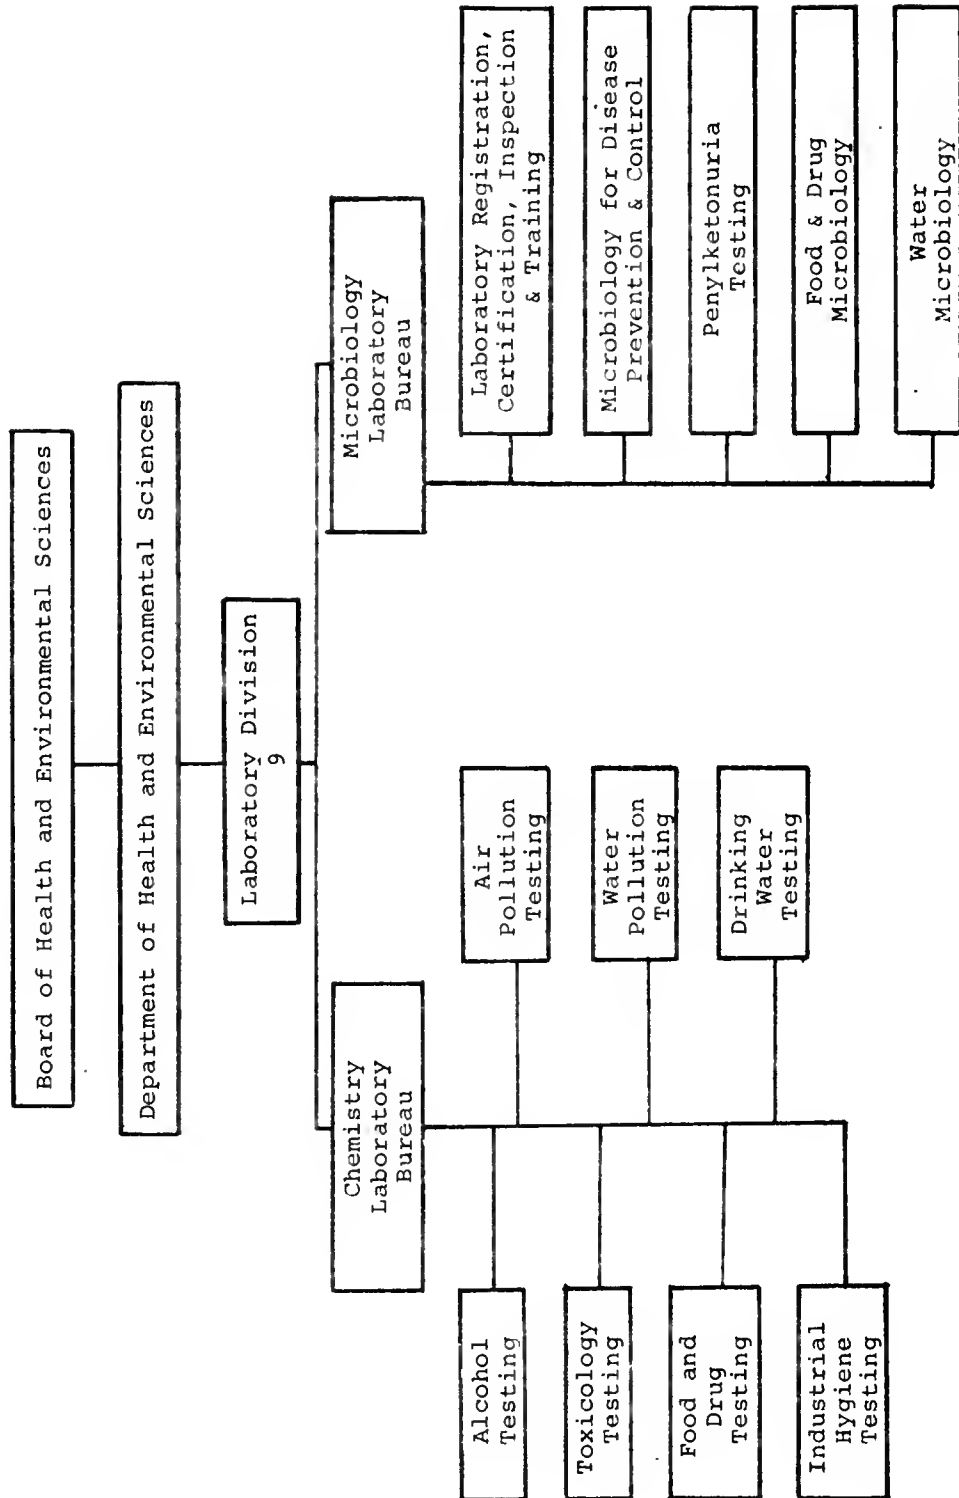 Board of Health and Environmental Sciences
Department of Health and Environmental Sciences
Laboratory Division
9
Chemistry
Laboratory
Bureau
Alcohol
Testing
Toxicology
Testing
Food and
Drug
Testing
Industrial
Hygiene
Testing
Air
Pollution
Testing
Water
Pollution
Testing
Drinking
Water
Testing
Microbiology
Laboratory
Bureau
Laboratory Registration,
Certification, Inspection
& Training
Microbiology for Disease
Prevention & Control
Penylketonuria
Testing
Food & Drug
Microbiology
Water
Microbiology